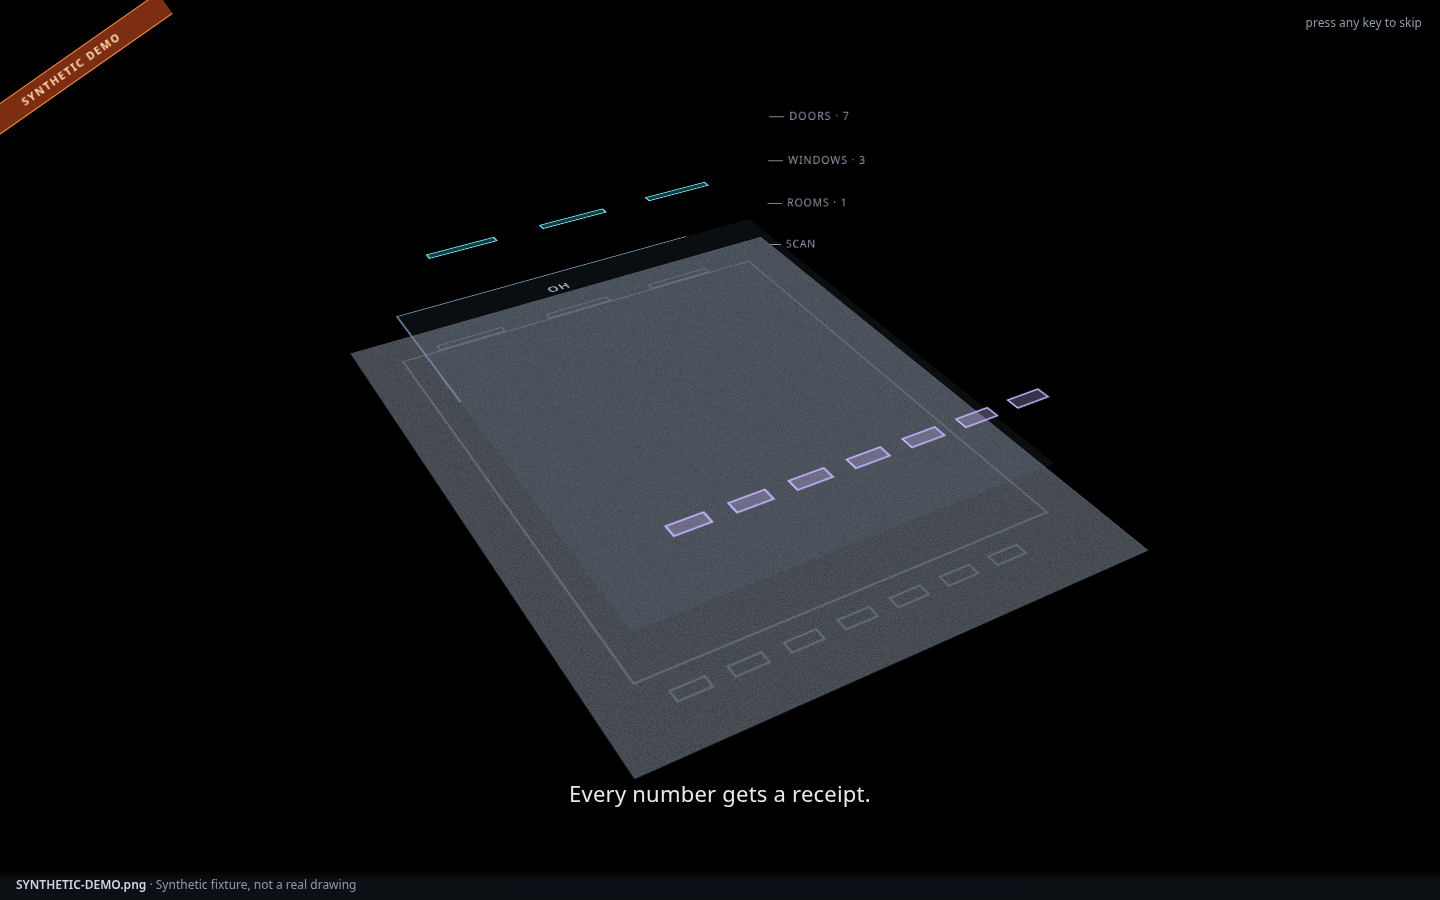 SYNTHETIC DEMO
press any key to skip
DOORS · 7
WINDOWS · 3
ROOMS · 1
SCAN
OH
Every number gets a receipt.
SYNTHETIC-DEMO.png · Synthetic fixture, not a real drawing